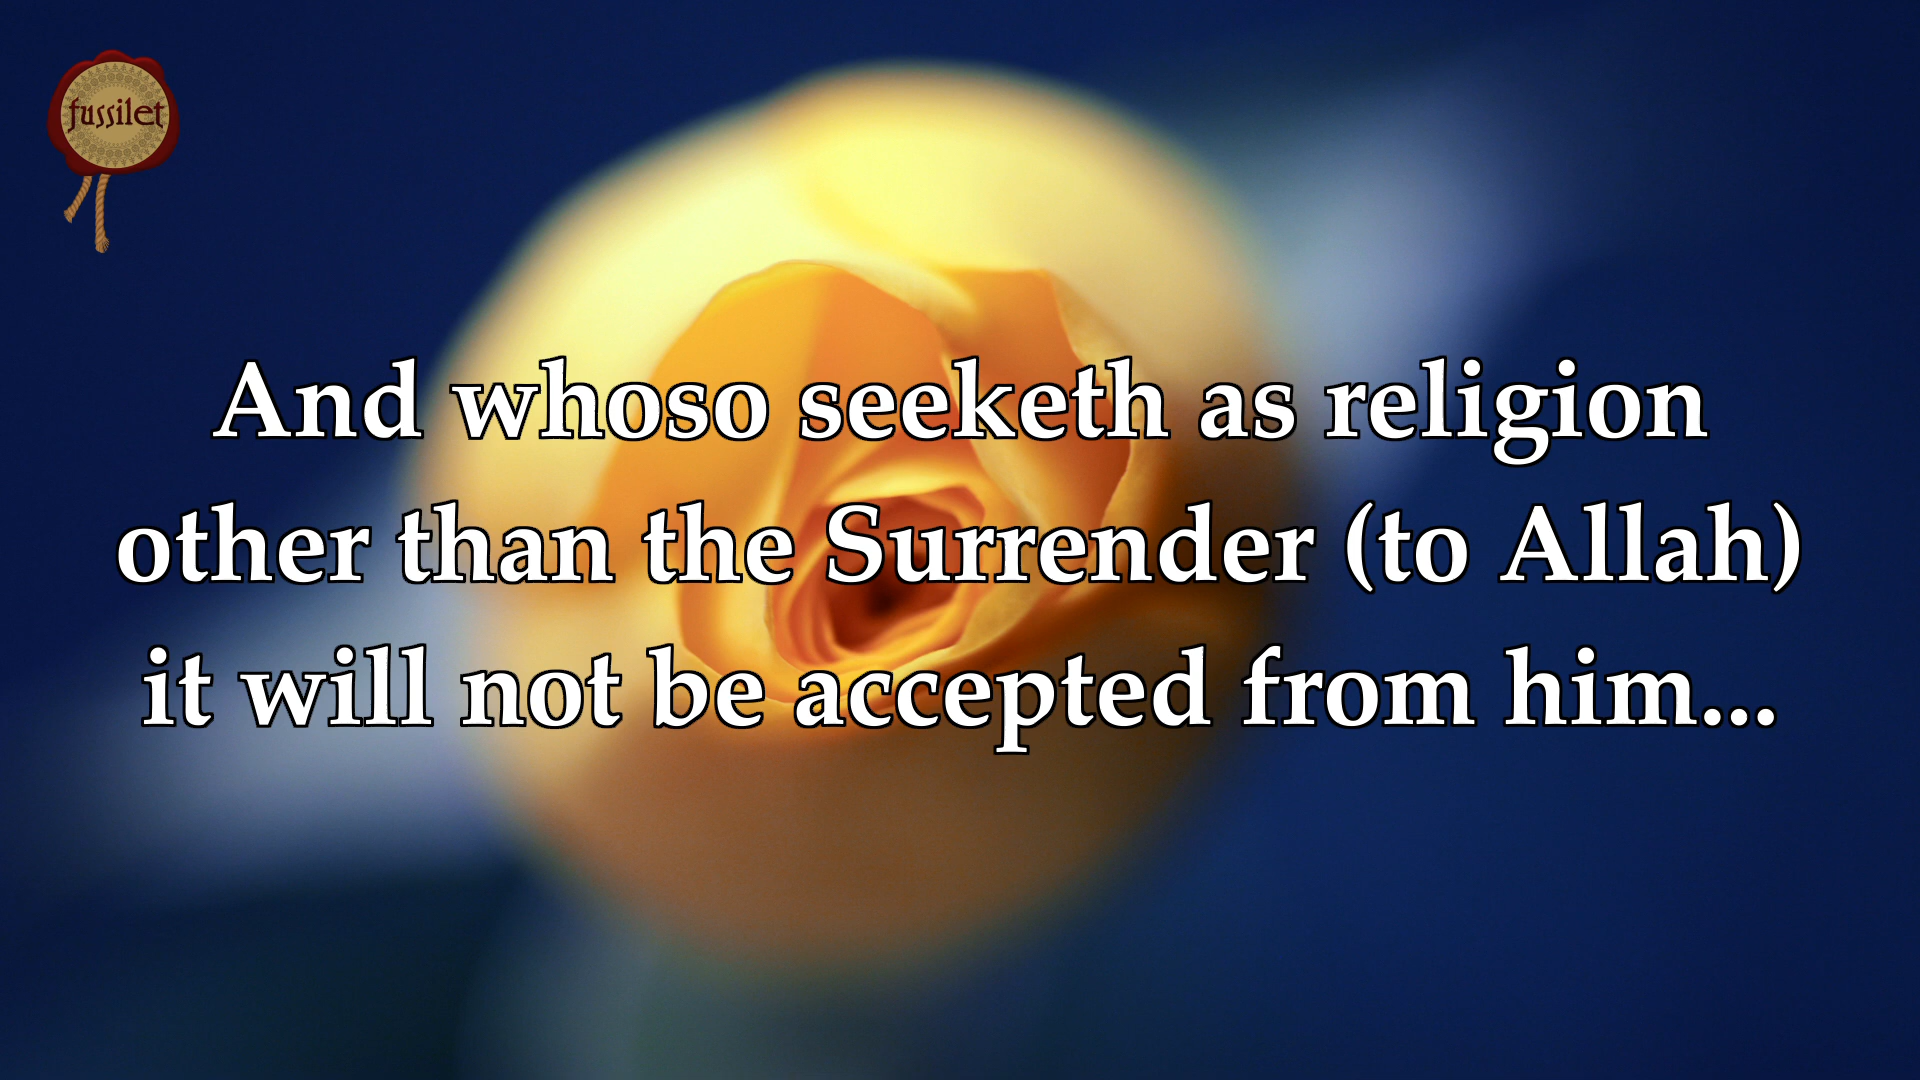 fussilet
And whoso seeketh as religion
other than the Surrender (to Allah)
it will not be accepted from him...